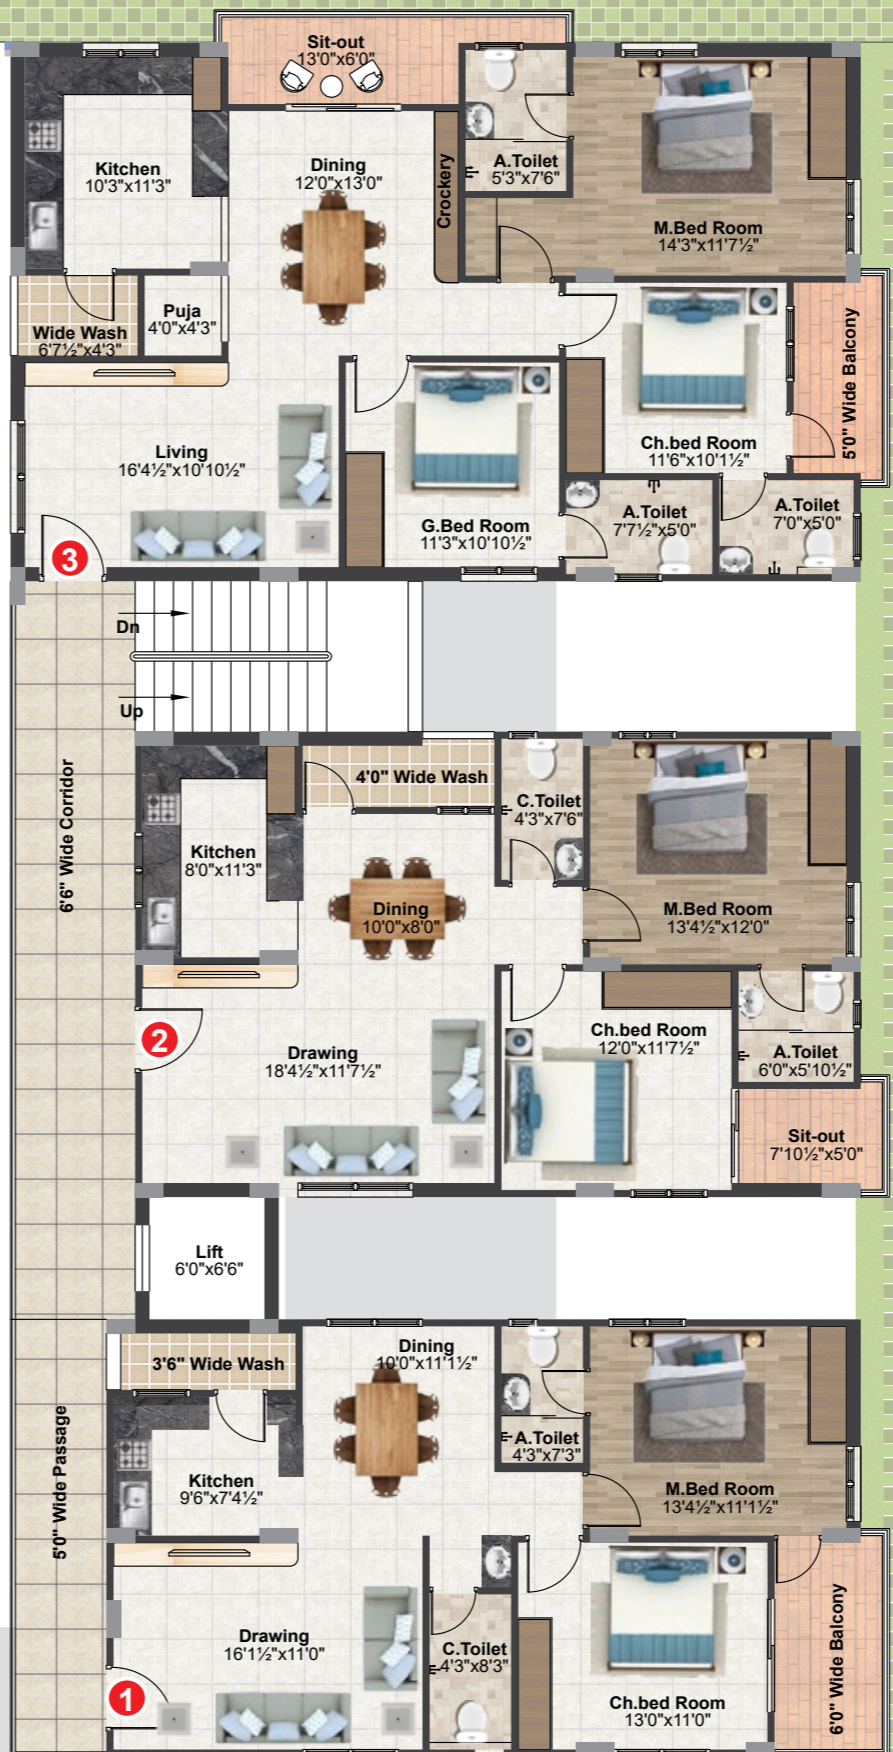 Sit-out
13'0"x6'0"
Kitchen
10'3"x11'3"
Dining
12'0"x13'0"
Crockery
A.Toilet
5'3"x7'6"
M.Bed Room
14'3"x11'7½"
Wide Wash
6'7½"x4'3"
Puja
4'0"x4'3"
Living
16'4½"x10'10½"
G.Bed Room
11'3"x10'10½"
Ch.bed Room
11'6"x10'1½"
5'0" Wide Balcony
A.Toilet
7'7½"x5'0"
A.Toilet
7'0"x5'0"
3
Dn
Up
6'6" Wide Corridor
4'0" Wide Wash
C.Toilet
4'3"x7'6"
Kitchen
8'0"x11'3"
Dining
10'0"x8'0"
M.Bed Room
13'4½"x12'0"
2
Drawing
18'4½"x11'7½"
Ch.bed Room
12'0"x11'7½"
A.Toilet
6'0"x5'10½"
Sit-out
7'10½"x5'0"
Lift
6'0"x6'6"
5'0" Wide Passage
3'6" Wide Wash
Dining
10'0"x11'1½"
A.Toilet
4'3"x7'3"
Kitchen
9'6"x7'4½"
M.Bed Room
13'4½"x11'1½"
Drawing
16'1½"x11'0"
C.Toilet
4'3"x8'3"
Ch.bed Room
13'0"x11'0"
6'0" Wide Balcony
1